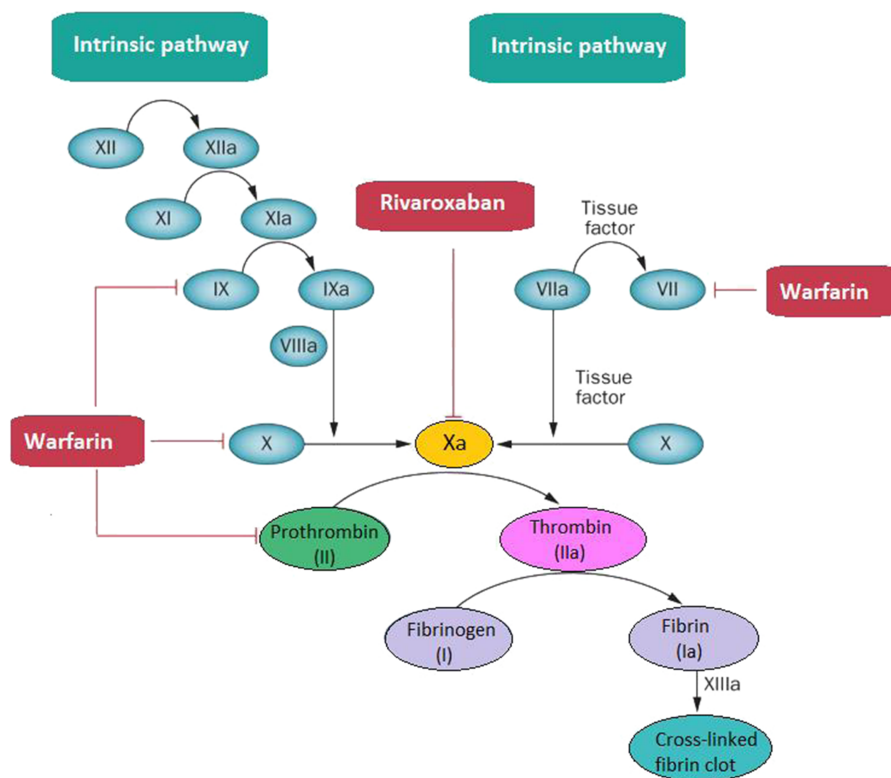 Intrinsic pathway
Intrinsic pathway
XII
XIIa
XI
XIa
Rivaroxaban
Tissue
factor
IX
IXa
VIIa
VII
Warfarin
VIIIa
Tissue
factor
Warfarin
X
Xa
X
Prothrombin
(II)
Thrombin
(IIa)
Fibrinogen
(I)
Fibrin
(Ia)
XIIIa
Cross-linked
fibrin clot